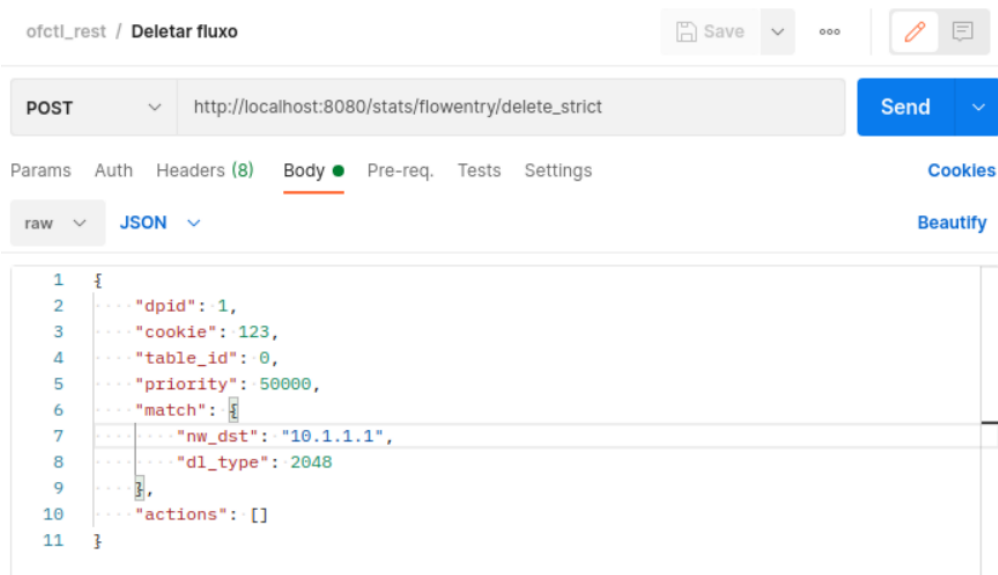 ofctl_rest / Deletar fluxo Save ooo
POST http://localhost:8080/stats/flowentry/delete_strict Send
Params Auth Headers (8) Body Pre-req. Tests Settings Cookies
raw JSON Beautify
1 {
2 "dpid": 1,
3 "cookie": 123,
4 "table_id": 0,
5 "priority": 50000,
6 "match": {
7 "nw_dst": "10.1.1.1",
8 "dl_type": 2048
9 },
10 "actions": []
11 }